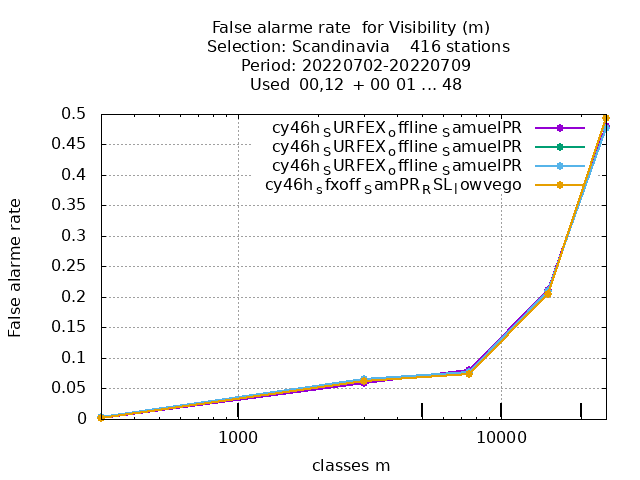 False alarme rate  for Visibility (m)
Selection: Scandinavia    416 stations
Period: 20220702-20220709
Used  00,12  + 00 01 ... 48
cy46h_SURFEX_offline_SamuelPR
cy46h_SURFEX_offline_SamuelPR
cy46h_SURFEX_offline_SamuelPR
cy46h_sfxoff_SamPR_RSL_lowvego
0.5
0.45
0.4
0.35
0.3
0.25
0.2
0.15
0.1
0.05
0
False alarme rate
1000
10000
classes m